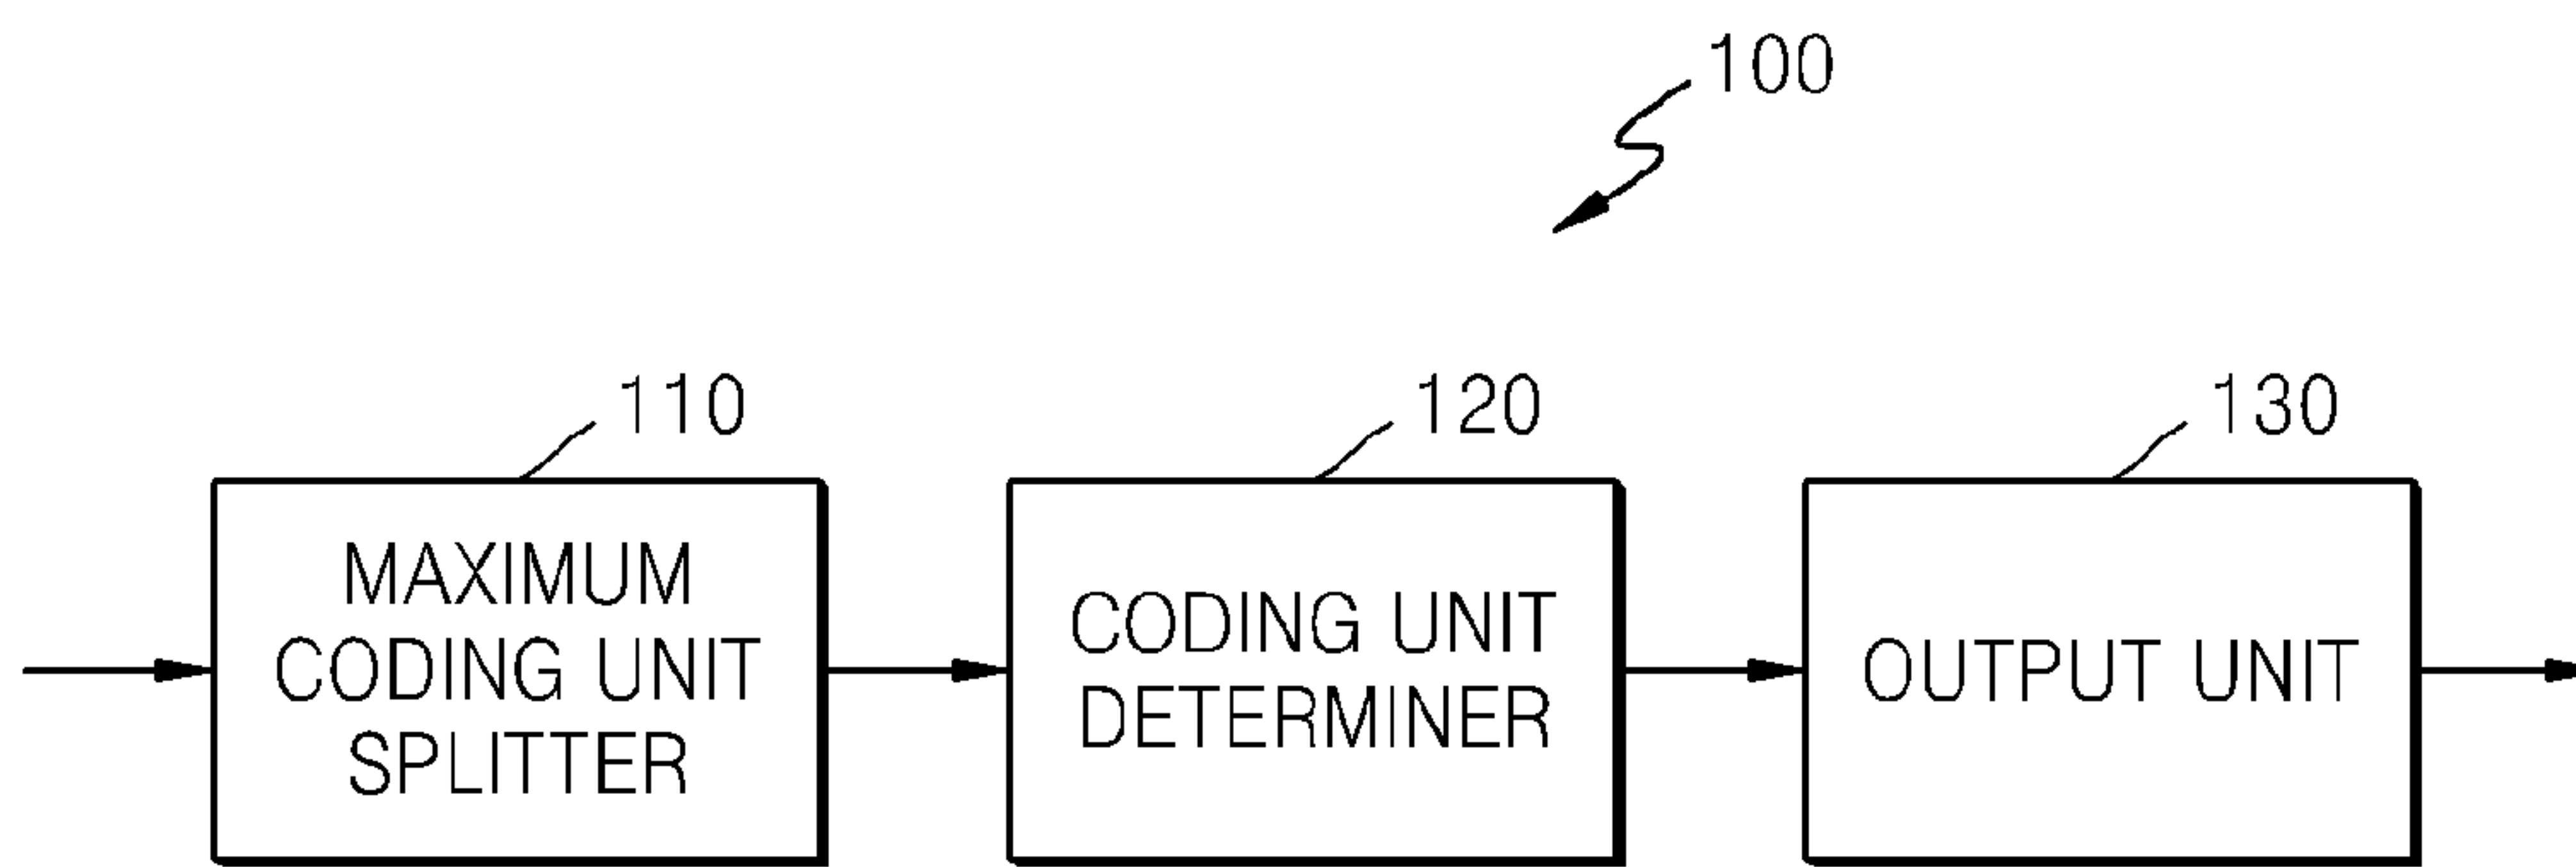 100
110
120
130
MAXIMUM
CODING UNIT
SPLITTER
CODING UNIT
DETERMINER
OUTPUT UNIT